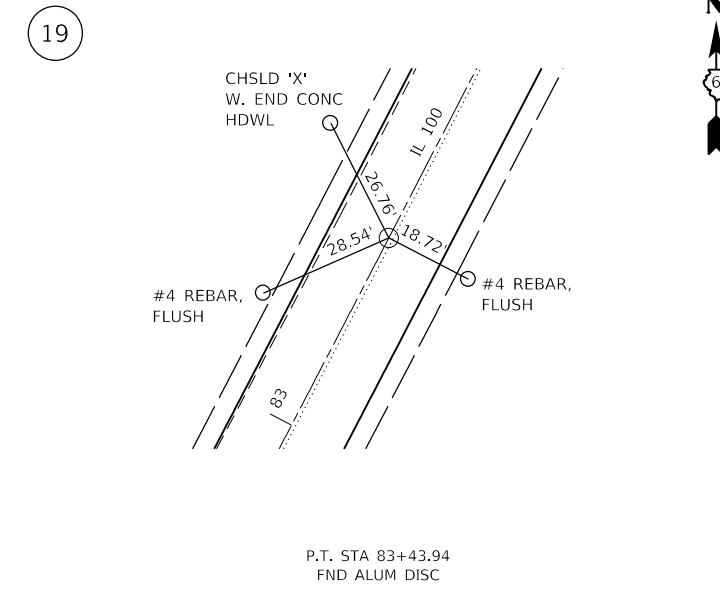 19
N
6
CHSLD 'X'
W. END CONC
HDWL
IL 100
26.76'
28.54'
18.72'
#4 REBAR,
FLUSH
#4 REBAR,
FLUSH
83
P.T. STA 83+43.94
FND ALUM DISC